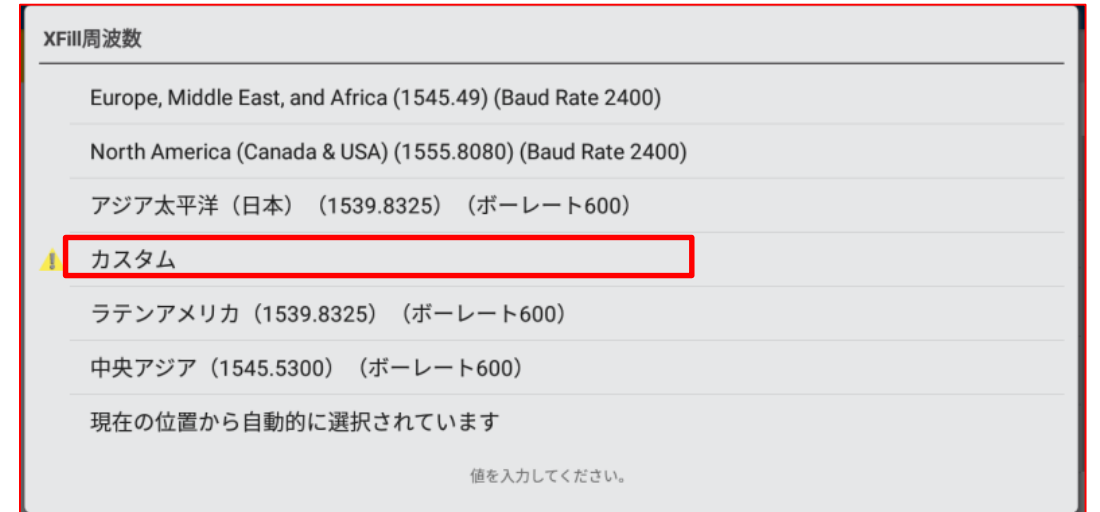 XFill周波数
Europe, Middle East, and Africa (1545.49) (Baud Rate 2400)
North America (Canada & USA) (1555.8080) (Baud Rate 2400)
アジア太平洋（日本）（1539.8325）（ボーレート600）
カスタム
ラテンアメリカ（1539.8325）（ボーレート600）
中央アジア（1545.5300）（ボーレート600）
現在の位置から自動的に選択されています
値を入力してください。